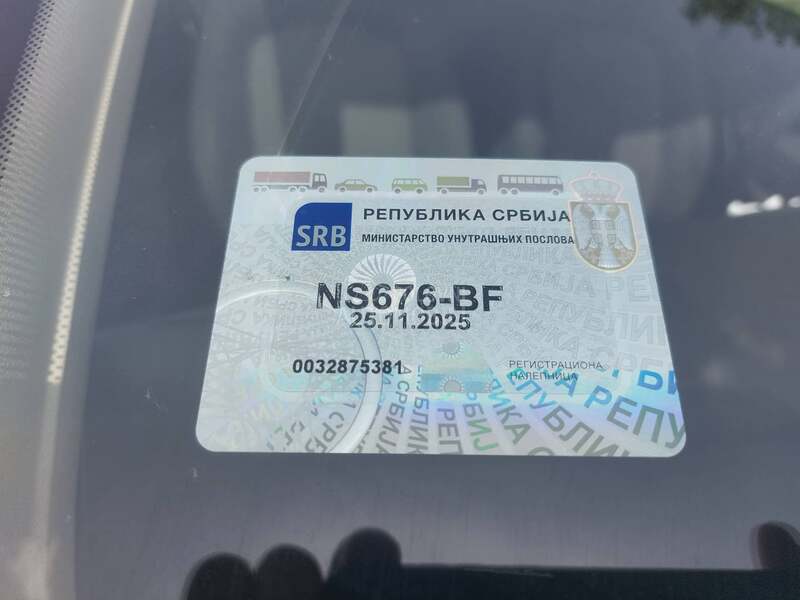 SRB
РЕПУБЛИКА СРБИЈА
МИНИСТАРСТВО УНУТРАШЊИХ ПОСЛОВА
NS676-BF
25.11.2025
0032875381
РЕГИСТРАЦИОНА
НАЛЕПНИЦА